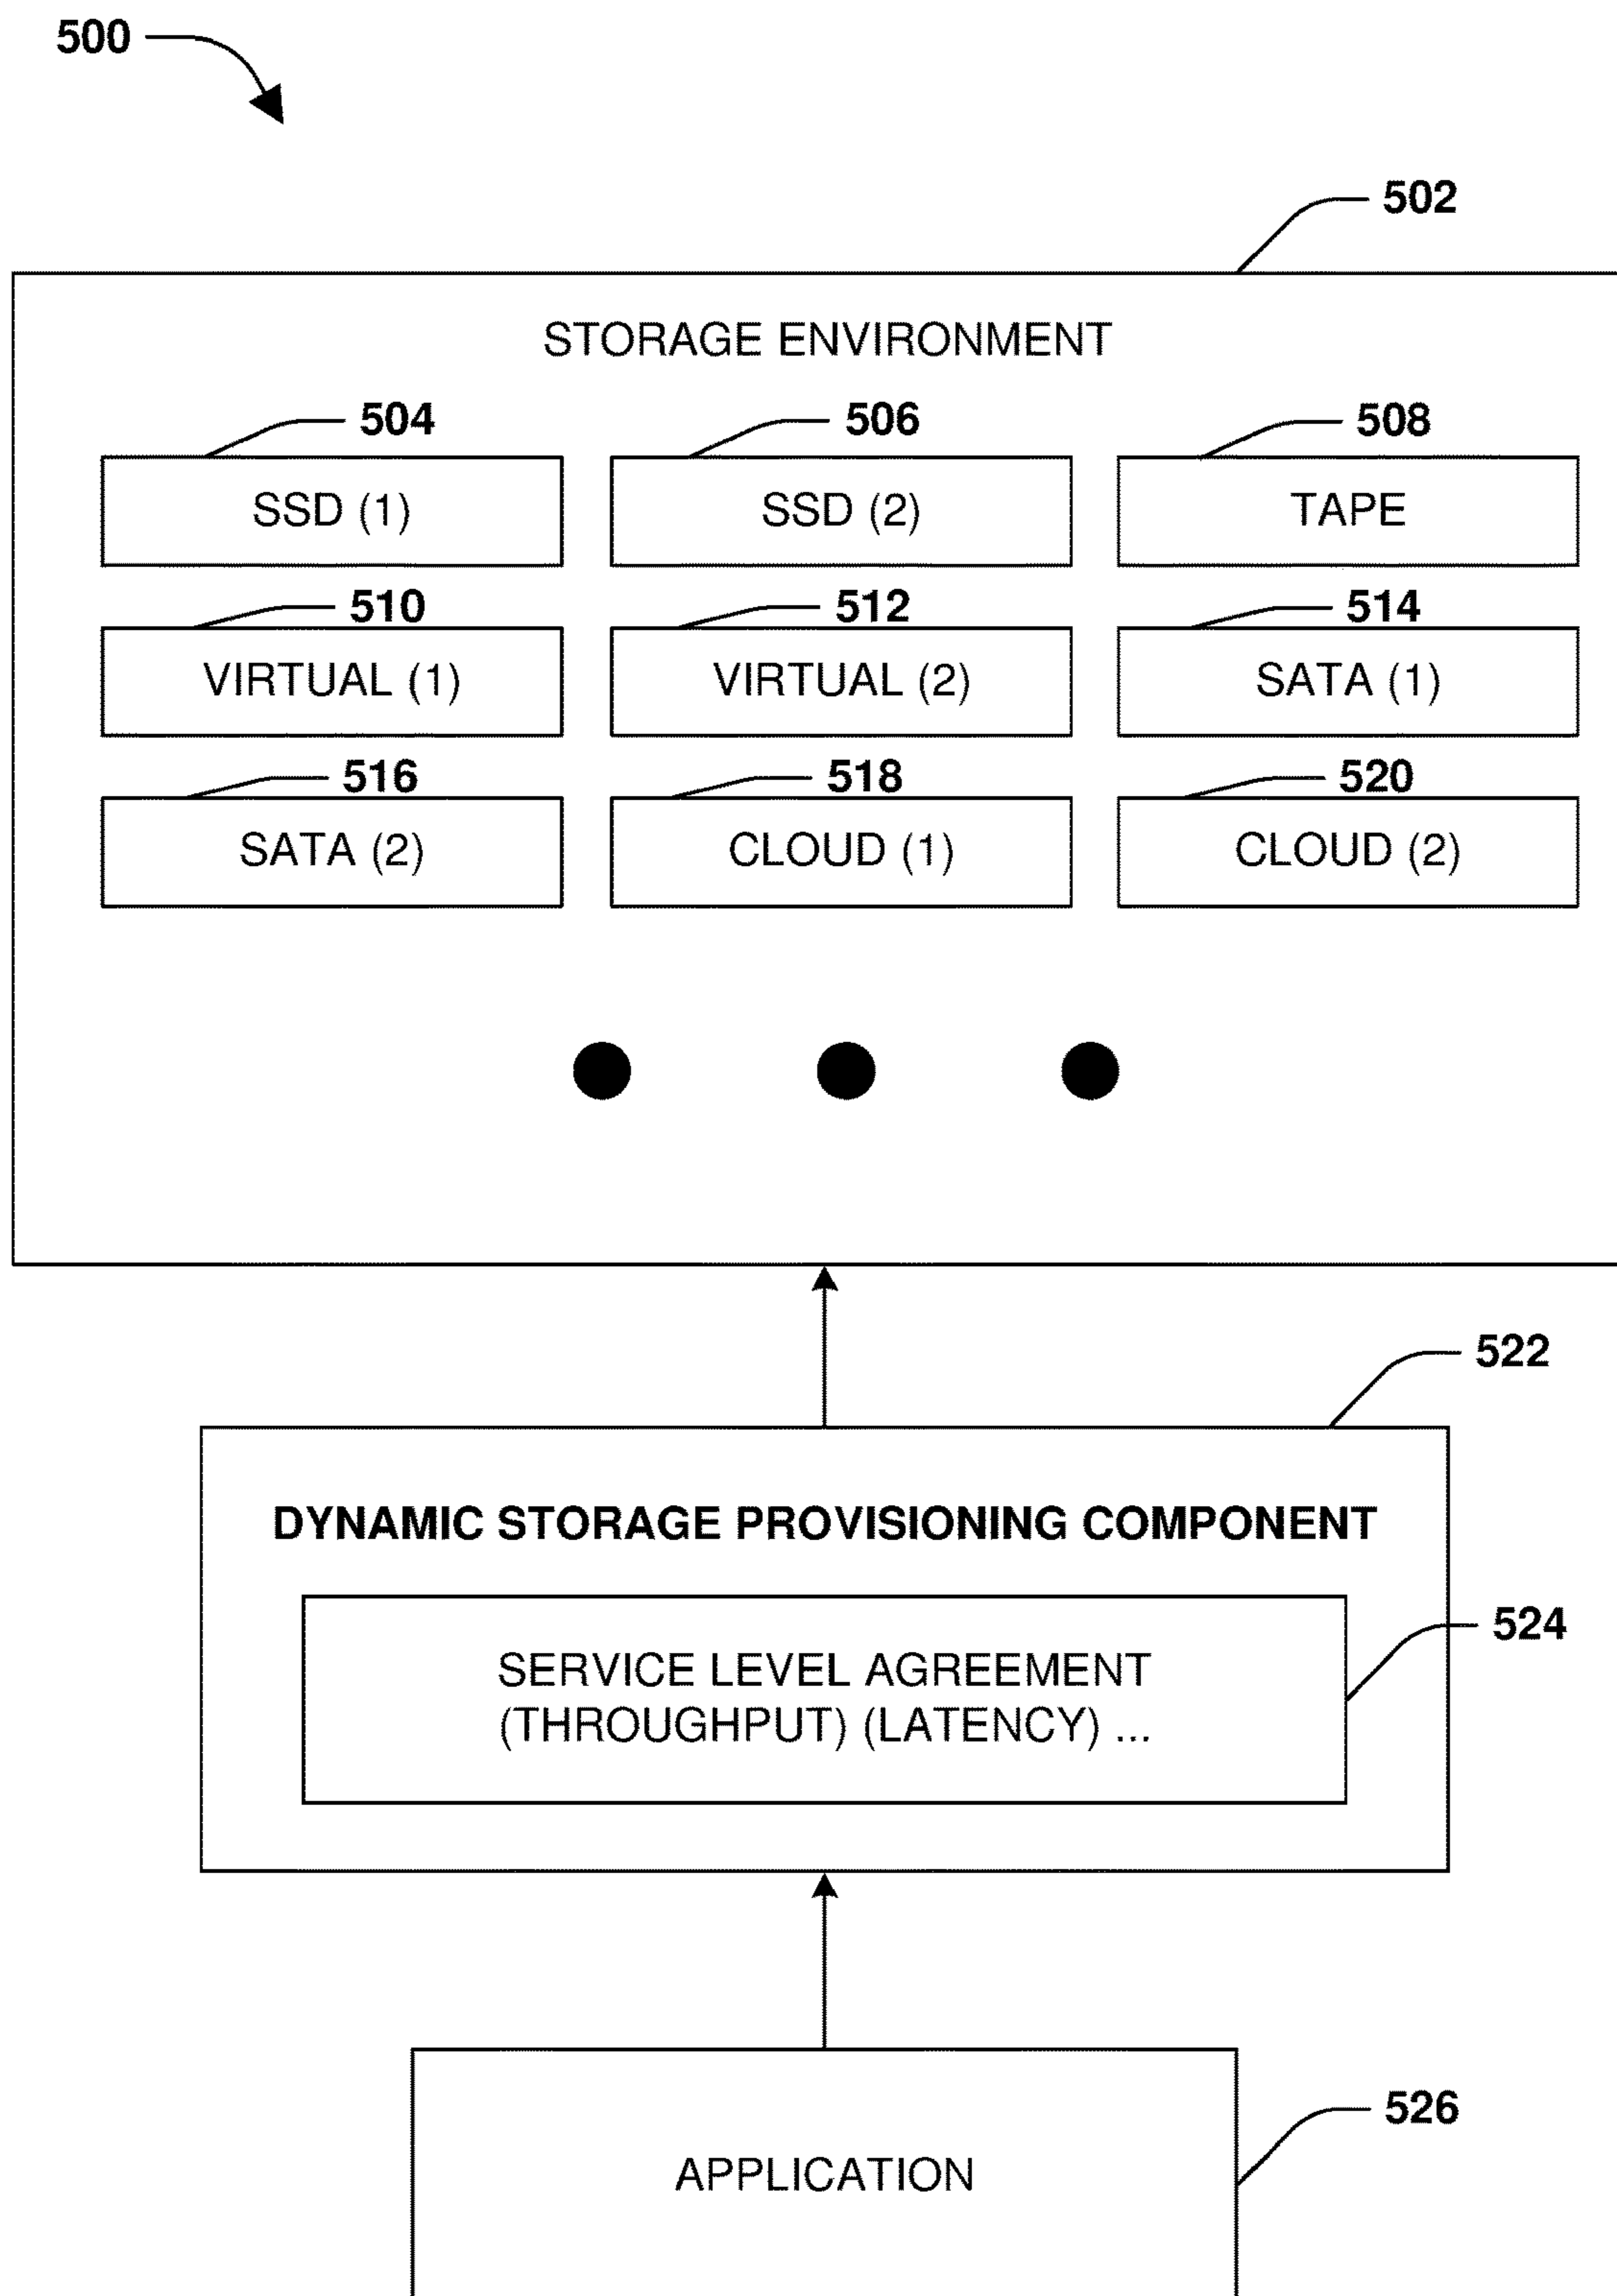 500
502
STORAGE ENVIRONMENT
504 506 508
SSD (1) SSD (2) TAPE
510 512 514
VIRTUAL (1) VIRTUAL (2) SATA (1)
516 518 520
SATA (2) CLOUD (1) CLOUD (2)
522
DYNAMIC STORAGE PROVISIONING COMPONENT
524
SERVICE LEVEL AGREEMENT
(THROUGHPUT) (LATENCY) ...
526
APPLICATION